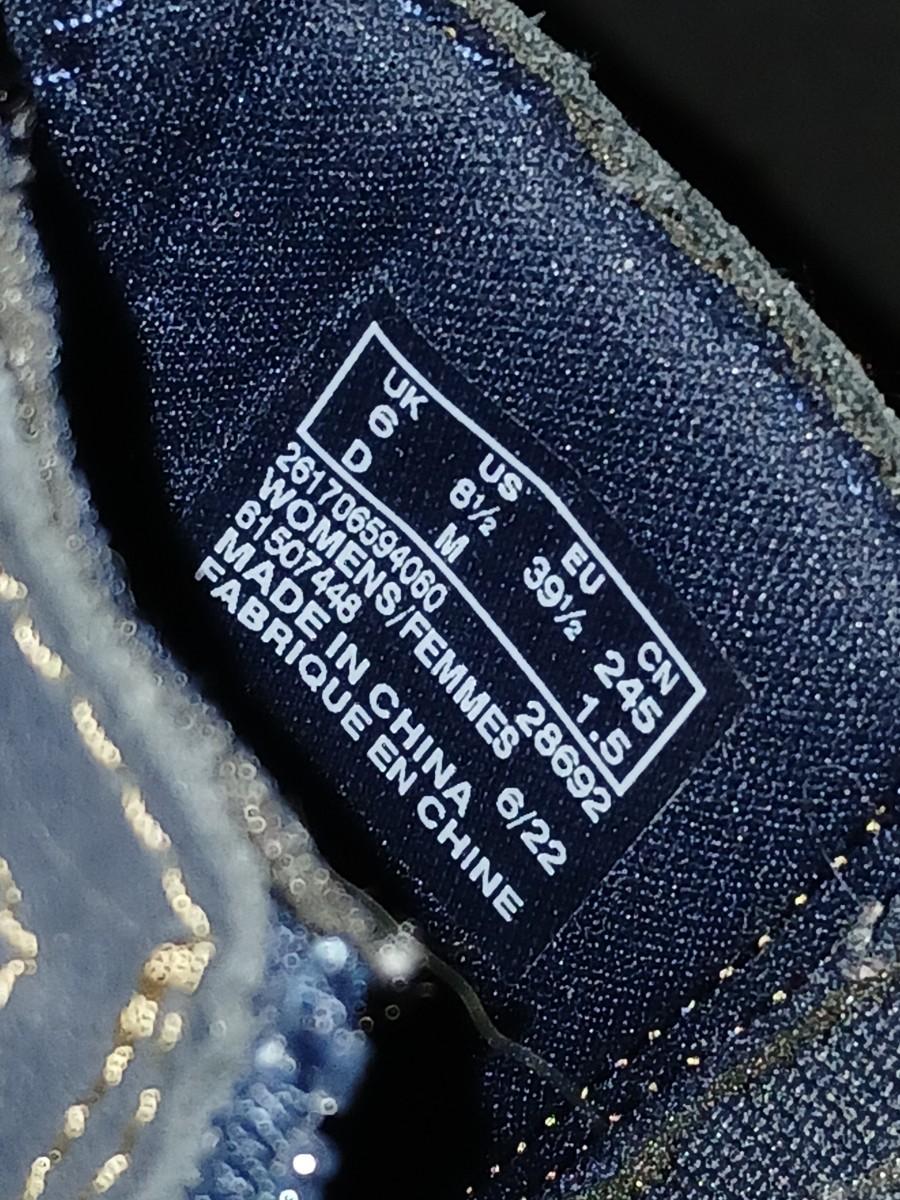 UK US EU CN
6 8½ 39½ 245
D M 1.5
261706594060 28692
WOMENS/FEMMES
61507448 6/22
MADE IN CHINA
FABRIQUE EN CHINE